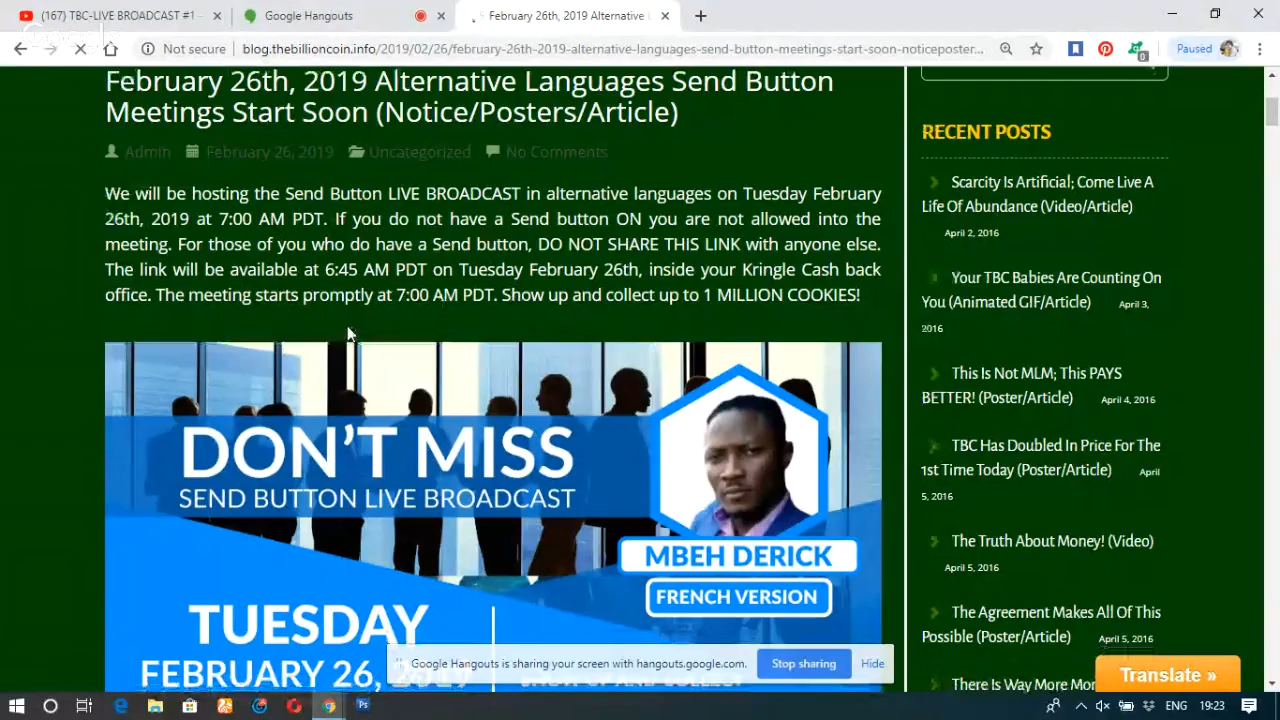 (167) TBC-LIVE BROADCAST #1 -
Google Hangouts
February 26th, 2019 Alternative L
Google
Not secure
blog.thebillioncoin.info/2019/02/26/february-26th-2019-alternative-languages-send-button-meetings-start-soon-noticeposter...
0
Paused
February 26th, 2019 Alternative Languages Send Button
Meetings Start Soon (Notice/Posters/Article)
Admin
February 26, 2019
Uncategorized
No Comments
We will be hosting the Send Button LIVE BROADCAST in alternative languages on Tuesday February
26th, 2019 at 7:00 AM PDT. If you do not have a Send button ON you are not allowed into the
meeting. For those of you who do have a Send button, DO NOT SHARE THIS LINK with anyone else.
The link will be available at 6:45 AM PDT on Tuesday February 26th, inside your Kringle Cash back
office. The meeting starts promptly at 7:00 AM PDT. Show up and collect up to 1 MILLION COOKIES!
DON'T MISS
SEND BUTTON LIVE BROADCAST
MBEH DERICK
FRENCH VERSION
TUESDAY
FEBRUARY 26, 2019
SHOW UP AND COLLECT
Google Hangouts is sharing your screen with hangouts.google.com.
Stop sharing
Hide
RECENT POSTS
Scarcity Is Artificial; Come Live A
Life Of Abundance (Video/Article)
April 2, 2016
Your TBC Babies Are Counting On
You (Animated GIF/Article) April 3,
2016
This Is Not MLM; This PAYS
BETTER! (Poster/Article) April 4, 2016
TBC Has Doubled In Price For The
1st Time Today (Poster/Article) April
5, 2016
The Truth About Money! (Video)
April 5, 2016
The Agreement Makes All Of This
Possible (Poster/Article) April 5, 2016
There Is Way More
Translate »
Ps
ENG
19:23